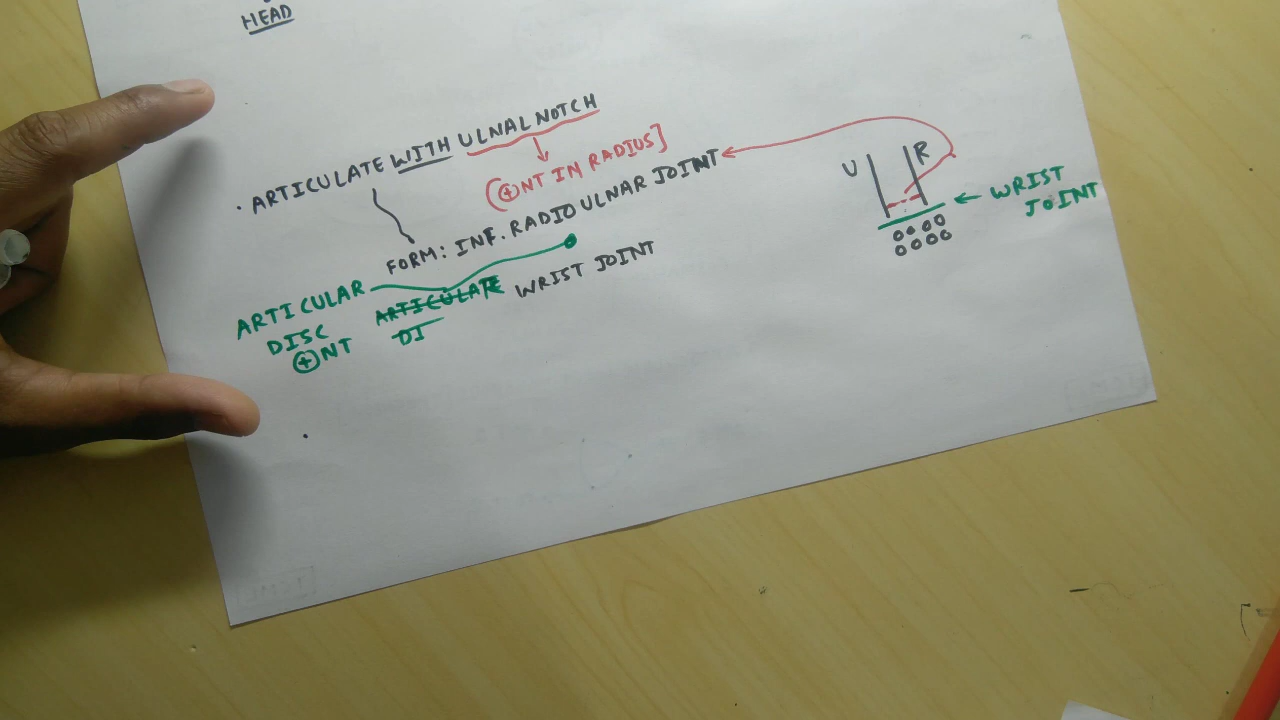 HEAD
· ARTICULATE WITH ULNAL NOTCH
(⊕NT IN RADIUS]
FORM: INF. RADIO ULNAR JOINT
ARTICULAR ARTICULATE WRIST JOINT
DISC DI
⊕NT
U R
WRIST
JOINT